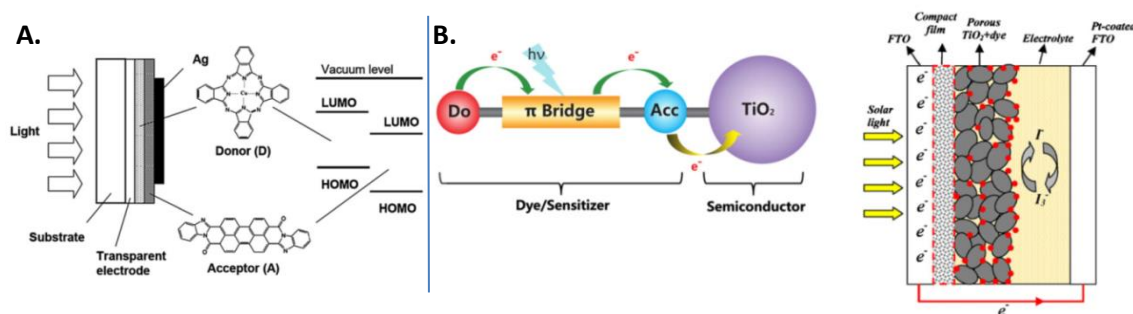 A.
Light
Substrate
Transparent
electrode
Ag
Donor (D)
Acceptor (A)
Vacuum level
LUMO
LUMO
HOMO
HOMO
B.
e⁻
hν
e⁻
Do
π Bridge
Acc
TiO₂
e⁻
Dye/Sensitizer
Semiconductor
FTO
Compact
film
Porous
TiO₂+dye
Electrolyte
Pt-coated
FTO
Solar
light
e⁻
e⁻
e⁻
e⁻
e⁻
e⁻
e⁻
I⁻
I₃⁻
e⁻